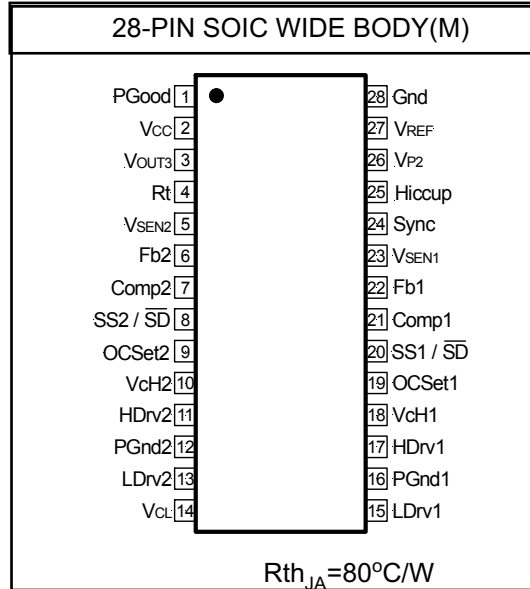 28-PIN SOIC WIDE BODY(M)
PGood 1 28 Gnd
VCC 2 27 VREF
VOUT3 3 26 VP2
Rt 4 25 Hiccup
VSEN2 5 24 Sync
Fb2 6 23 VSEN1
Comp2 7 22 Fb1
SS2 / S̅D̅ 8 21 Comp1
OCSet2 9 20 SS1 / S̅D̅
VcH2 10 19 OCSet1
HDrv2 11 18 VcH1
PGnd2 12 17 HDrv1
LDrv2 13 16 PGnd1
VCL 14 15 LDrv1
RthJA=80°C/W